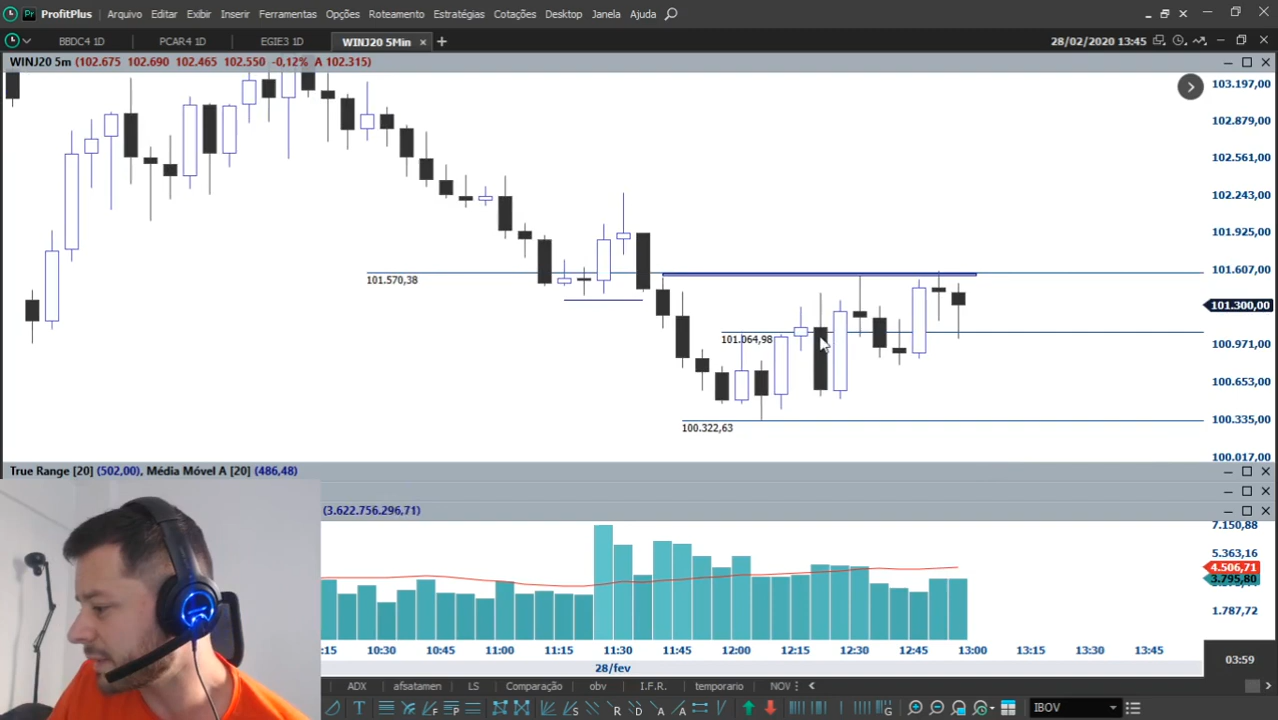 ProfitPlus Arquivo Editar Exibir Inserir Ferramentas Opções Roteamento Estratégias Cotações Desktop Janela Ajuda
BBDC4 1D PCAR4 1D EGIE3 1D WINJ20 5Min 28/02/2020 13:45
WINJ20 5m (102.675 102.690 102.465 102.550 -0,12% A 102.315)
103.197,00
102.879,00
102.561,00
102.243,00
101.925,00
101.607,00
101.570,38
101.300,00
101.064,98
100.971,00
100.653,00
100.335,00
100.322,63
100.017,00
True Range [20] (502,00), Média Móvel A [20] (486,48)
(3.622.756.296,71)
7.150,88
5.363,16
4.506,71
3.795,80
1.787,72
:15 10:30 10:45 11:00 11:15 11:30 11:45 12:00 12:15 12:30 12:45 13:00 13:15 13:30 13:45
28/fev
03:59
ADX afsatamen LS Comparação obv I.F.R. temporario NOV
IBOV